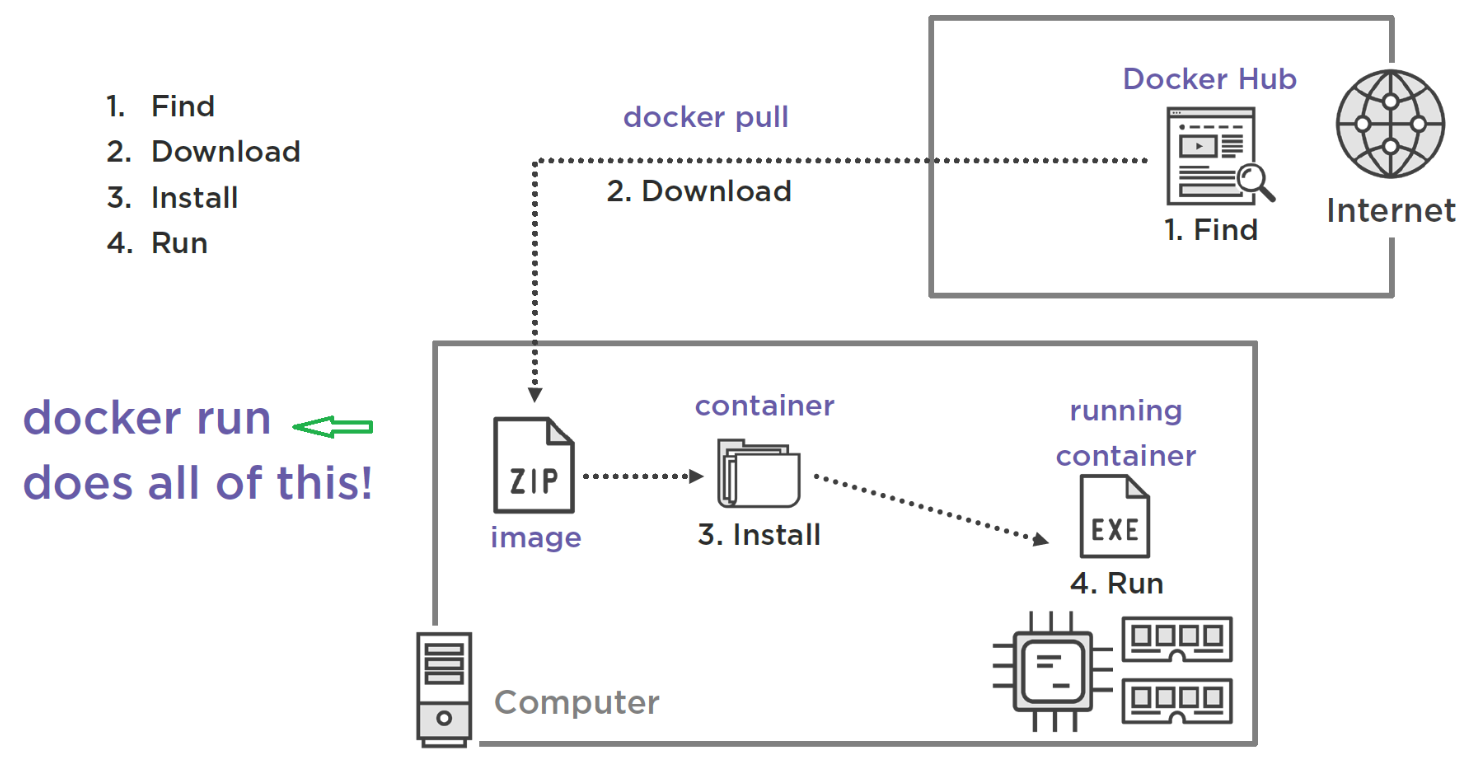 1. Find
2. Download
3. Install
4. Run
docker run
does all of this!
docker pull
2. Download
Docker Hub
1. Find
Internet
ZIP
image
container
3. Install
running
container
EXE
4. Run
Computer